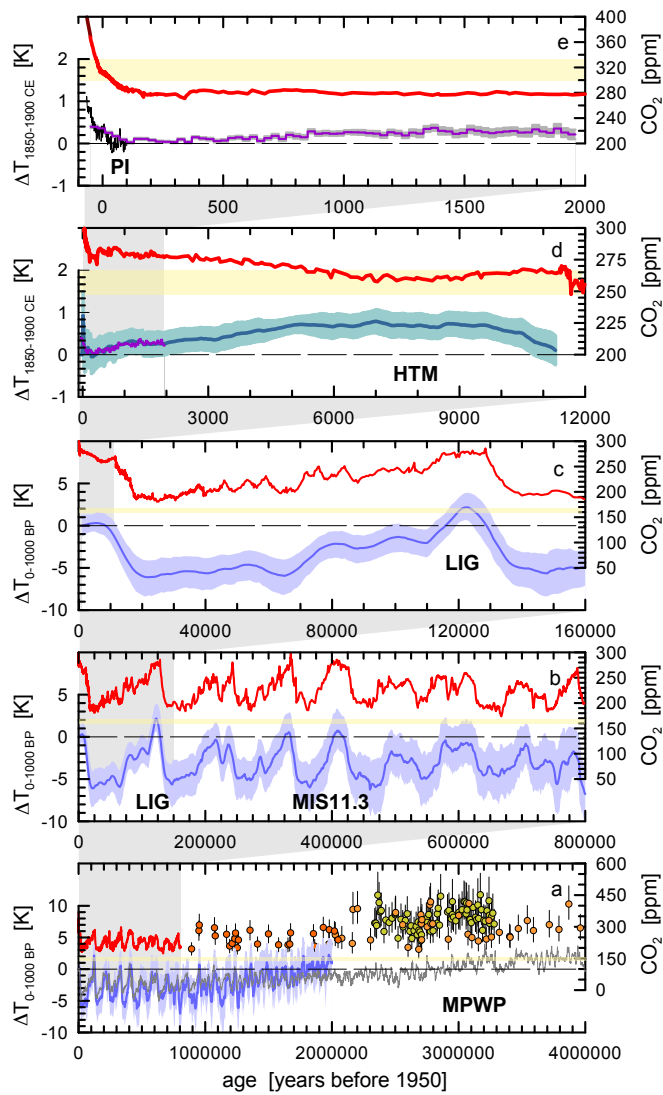 e
ΔT1850-1900 CE [K]
2
1
0
-1
CO2 [ppm]
400
360
320
280
240
200
PI
0 500 1000 1500 2000
d
ΔT1850-1900 CE [K]
2
1
0
-1
CO2 [ppm]
300
275
250
225
200
HTM
0 3000 6000 9000 12000
c
ΔT0-1000 BP [K]
5
0
-5
-10
CO2 [ppm]
300
250
200
150
100
50
LIG
0 40000 80000 120000 160000
b
ΔT0-1000 BP [K]
5
0
-5
-10
CO2 [ppm]
300
250
200
150
100
50
LIG MIS11.3
0 200000 400000 600000 800000
a
ΔT0-1000 BP [K]
10
5
0
-5
-10
CO2 [ppm]
600
450
300
150
0
MPWP
0 1000000 2000000 3000000 4000000
age [years before 1950]